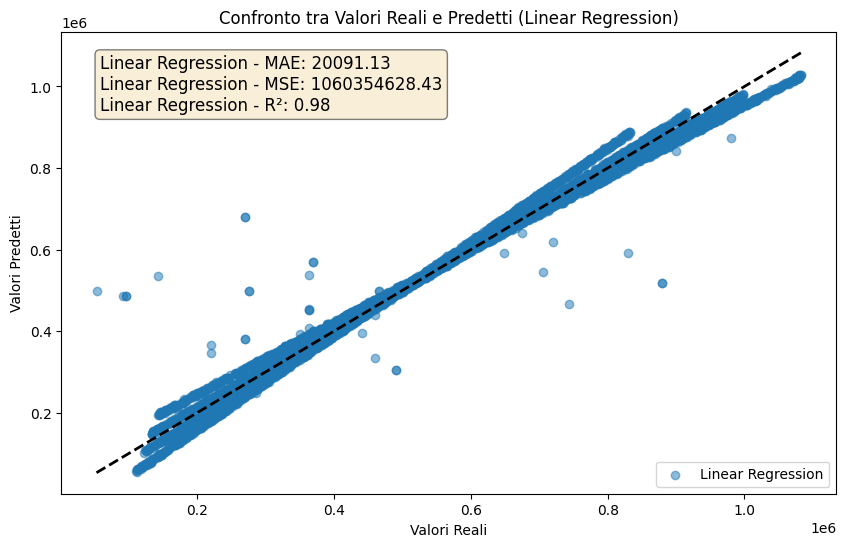 Confronto tra Valori Reali e Predetti (Linear Regression)
1e6
Linear Regression - MAE: 20091.13
Linear Regression - MSE: 1060354628.43
Linear Regression - R²: 0.98
1.0
0.8
0.6
0.4
0.2
Valori Predetti
Linear Regression
0.2 0.4 0.6 0.8 1.0
1e6
Valori Reali